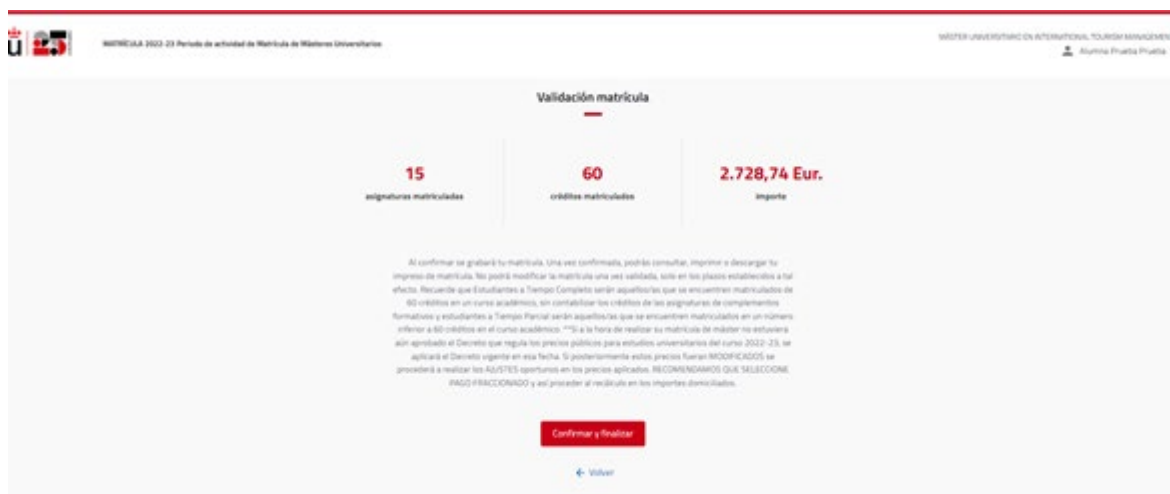 ü 25
MATRÍCULA 2022-23 Periodo de actividad de Matrícula de Másteres Universitarios
MÁSTER UNIVERSITARIO EN INTERNATIONAL TOURISM MANAGEMEN
Alumna Prueba Prueba
Validación matrícula
15
asignaturas matriculadas
60
créditos matriculados
2.728,74 Eur.
importe
Al confirmar se grabará tu matrícula. Una vez confirmada, podrás consultar, imprimir o descargar tu
impreso de matrícula. No podrá modificar la matrícula una vez validada, solo en los plazos establecidos a tal
efecto. Recuerde que Estudiantes a Tiempo Completo serán aquellos/as que se encuentren matriculados de
60 créditos en un curso académico, sin contabilizar los créditos de las asignaturas de complementos
formativos y estudiantes a Tiempo Parcial serán aquellos/as que se encuentren matriculados en un número
inferior a 60 créditos en el curso académico. **Si a la hora de realizar su matrícula de máster no estuviera
aún aprobado el Decreto que regula los precios públicos para estudios universitarios del curso 2022-23, se
aplicará el Decreto vigente en esa fecha. Si posteriormente estos precios fueran MODIFICADOS se
procederá a realizar los AJUSTES oportunos en los precios aplicados. RECOMENDAMOS QUE SELECCIONE
PAGO FRACCIONADO y así proceder al recálculo en los importes domiciliados.
Confirmar y finalizar
← Volver